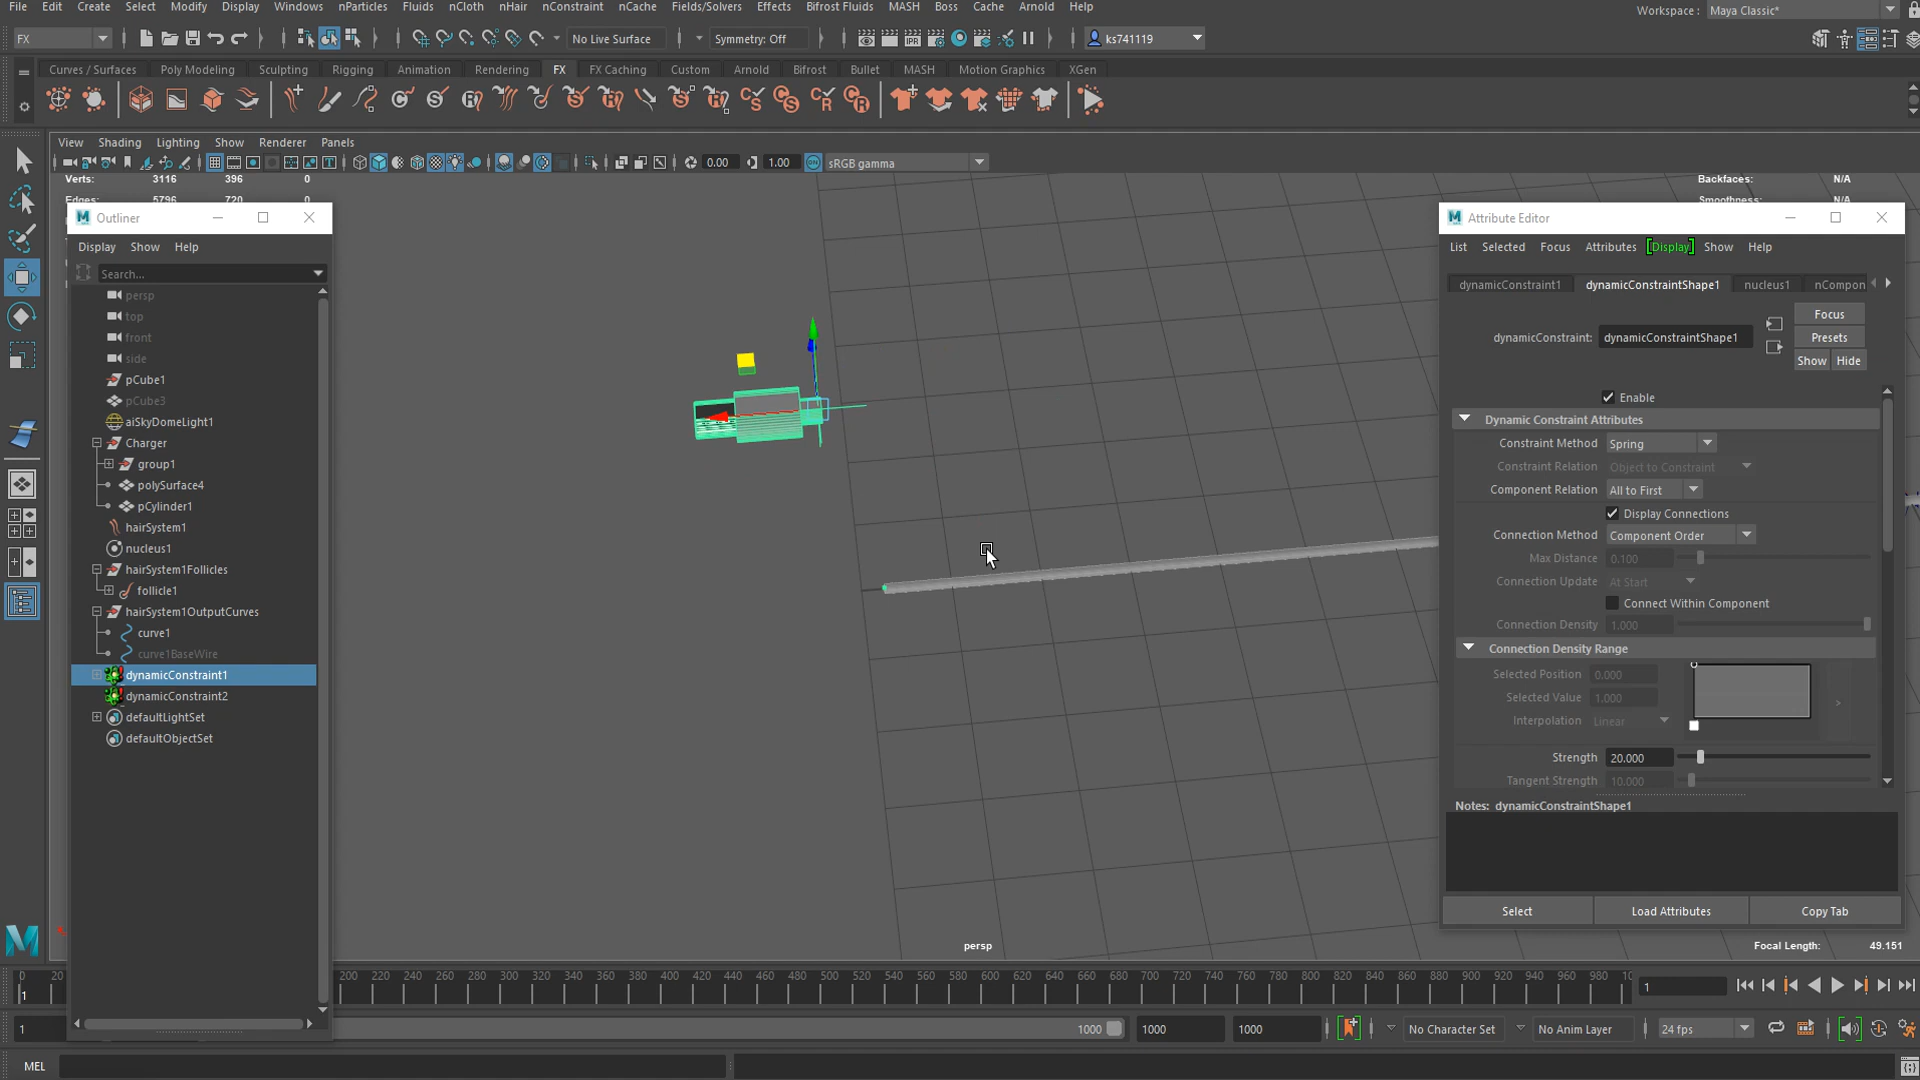 File Edit Create Select Modify Display Windows nParticles Fluids nCloth nHair nConstraint nCache Fields/Solvers Effects Bifrost Fluids MASH Boss Cache Arnold Help
Workspace : Maya Classic*
FX No Live Surface Symmetry: Off ks741119
Curves / Surfaces Poly Modeling Sculpting Rigging Animation Rendering FX FX Caching Custom Arnold Bifrost Bullet MASH Motion Graphics XGen
View Shading Lighting Show Renderer Panels
IPR 0.00 1.00 ON sRGB gamma
Verts: 3116 396 0
Backfaces: N/A
Edges: 5796 720 0
Smoothness: N/A
Outliner
Display Show Help
Search...
persp
top
front
side
pCube1
pCube3
aiSkyDomeLight1
Charger
group1
polySurface4
pCylinder1
hairSystem1
nucleus1
hairSystem1Follicles
follicle1
hairSystem1OutputCurves
curve1
curve1BaseWire
dynamicConstraint1
dynamicConstraint2
defaultLightSet
defaultObjectSet
Attribute Editor
List Selected Focus Attributes [Display] Show Help
dynamicConstraint1 dynamicConstraintShape1 nucleus1 nCompon
Focus
dynamicConstraint: dynamicConstraintShape1
Presets
Show Hide
Enable
Dynamic Constraint Attributes
Constraint Method Spring
Constraint Relation Object to Constraint
Component Relation All to First
Display Connections
Connection Method Component Order
Max Distance 0.100
Connection Update At Start
Connect Within Component
Connection Density 1.000
Connection Density Range
Selected Position 0.000
Selected Value 1.000
Interpolation Linear
Strength 20.000
Tangent Strength 10.000
Notes: dynamicConstraintShape1
Select Load Attributes Copy Tab
persp
Focal Length: 49.151
0 20 200 220 240 260 280 300 320 340 360 380 400 420 440 460 480 500 520 540 560 580 600 620 640 660 680 700 720 740 760 780 800 820 840 860 880 900 920 940 960 980 10
1
1
1 1000 1000 1000 No Character Set No Anim Layer 24 fps
MEL